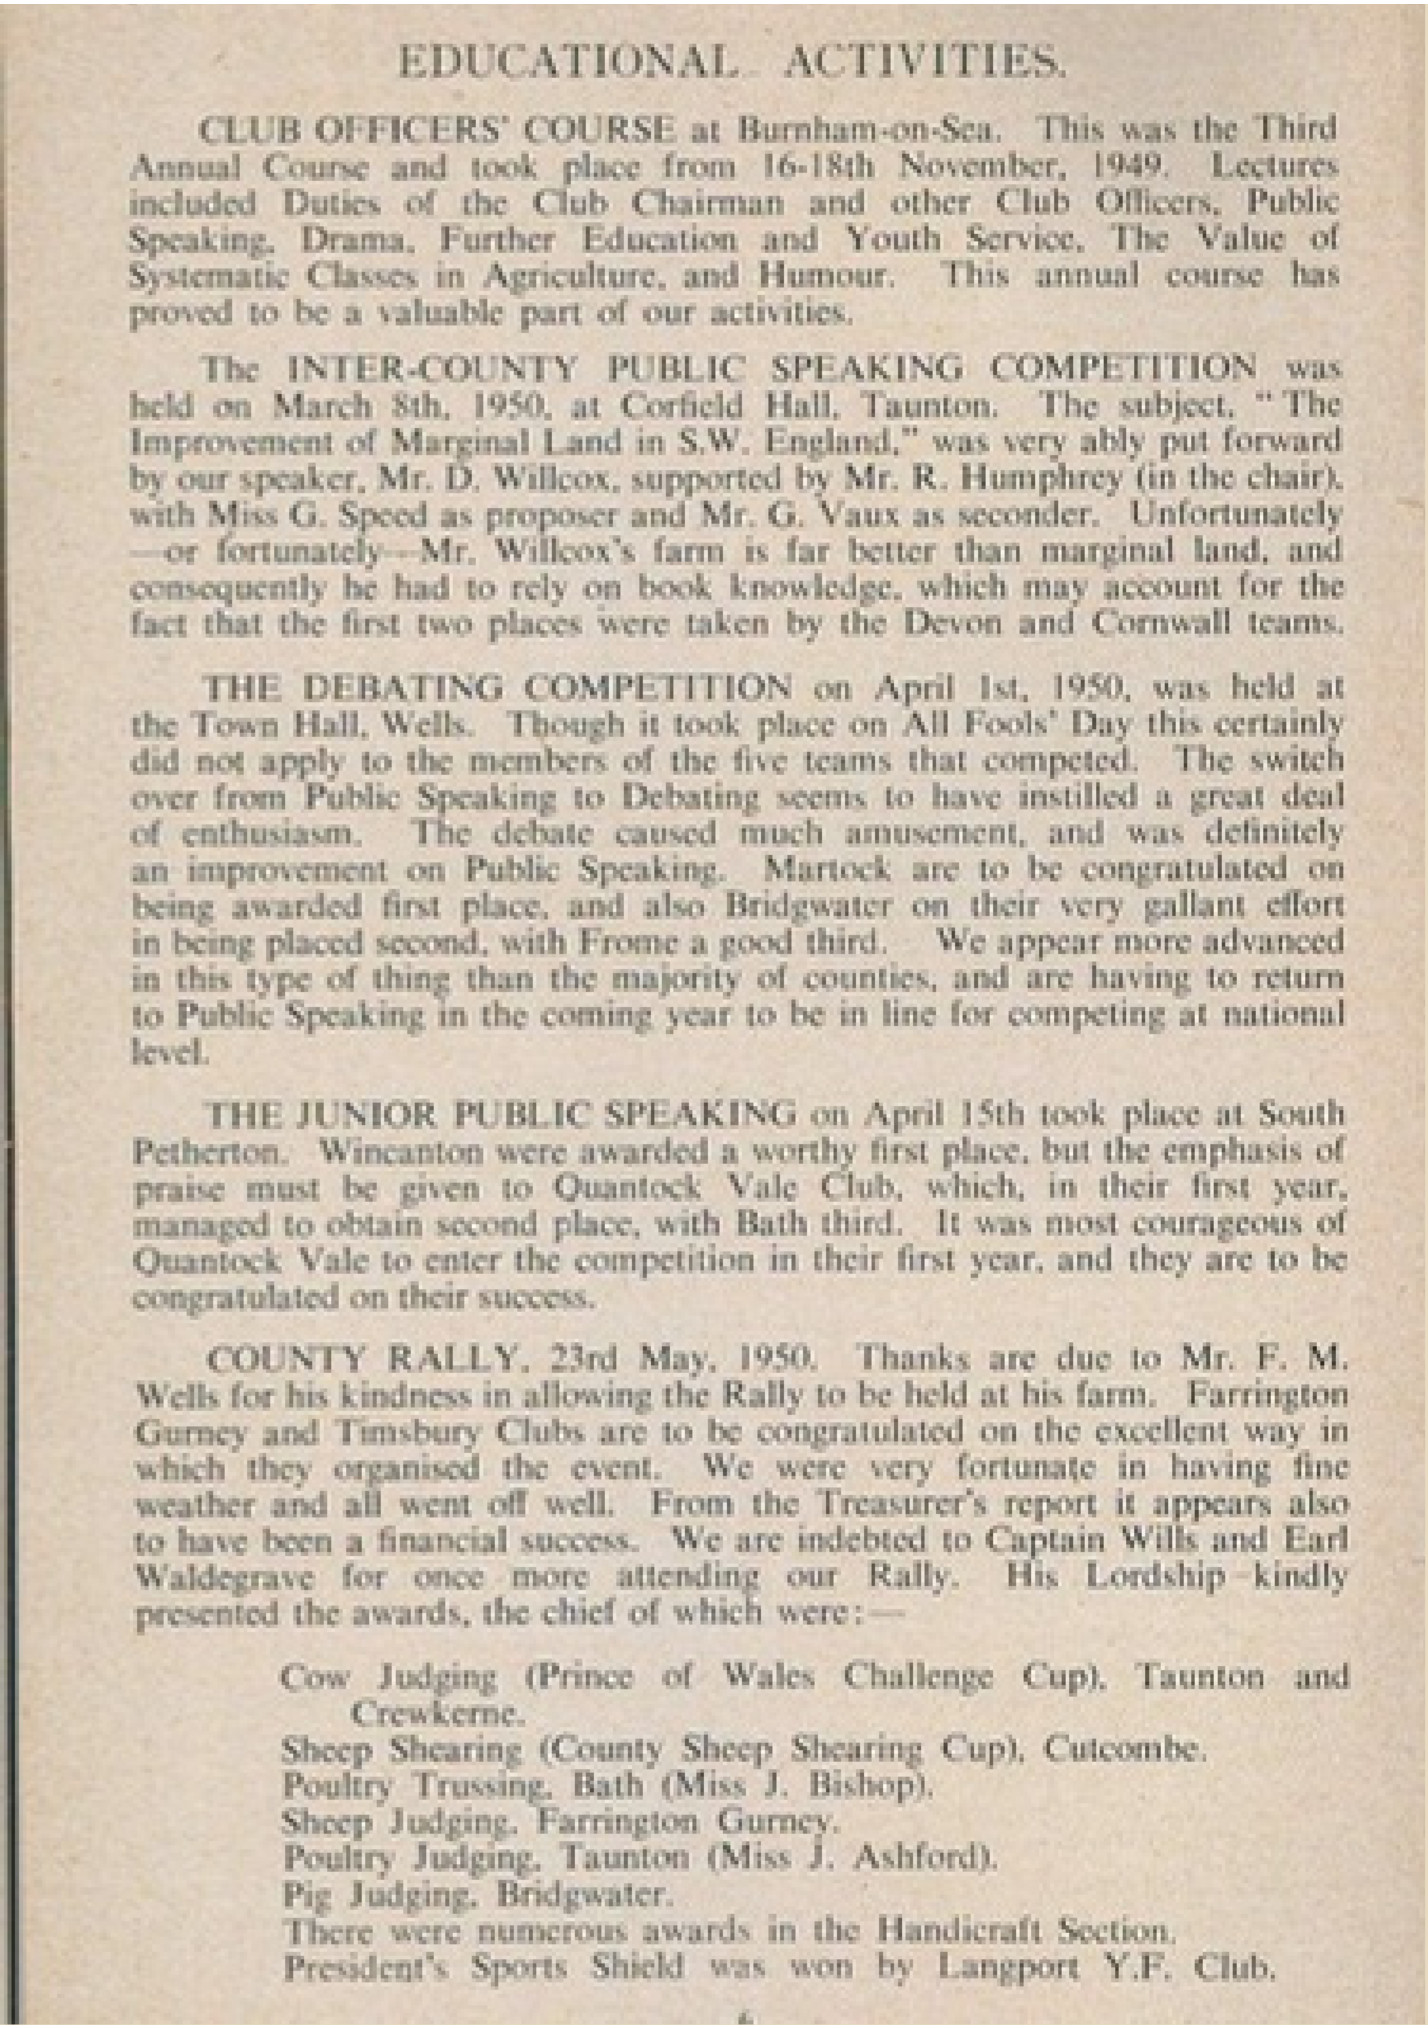 EDUCATIONAL ACTIVITIES.
CLUB OFFICERS' COURSE at Burnham-on-Sea. This was the Third
Annual Course and took place from 16-18th November, 1949. Lectures
included Duties of the Club Chairman and other Club Officers, Public
Speaking, Drama, Further Education and Youth Service, The Value of
Systematic Classes in Agriculture, and Humour. This annual course has
proved to be a valuable part of our activities.
The INTER-COUNTY PUBLIC SPEAKING COMPETITION was
held on March 8th, 1950, at Corfield Hall, Taunton. The subject, "The
Improvement of Marginal Land in S.W. England," was very ably put forward
by our speaker, Mr. D. Willcox, supported by Mr. R. Humphrey (in the chair),
with Miss G. Speed as proposer and Mr. G. Vaux as seconder. Unfortunately
—or fortunately—Mr. Willcox's farm is far better than marginal land, and
consequently he had to rely on book knowledge, which may account for the
fact that the first two places were taken by the Devon and Cornwall teams.
THE DEBATING COMPETITION on April 1st, 1950, was held at
the Town Hall, Wells. Though it took place on All Fools' Day this certainly
did not apply to the members of the five teams that competed. The switch
over from Public Speaking to Debating seems to have instilled a great deal
of enthusiasm. The debate caused much amusement, and was definitely
an improvement on Public Speaking. Martock are to be congratulated on
being awarded first place, and also Bridgwater on their very gallant effort
in being placed second, with Frome a good third. We appear more advanced
in this type of thing than the majority of counties, and are having to return
to Public Speaking in the coming year to be in line for competing at national
level.
THE JUNIOR PUBLIC SPEAKING on April 15th took place at South
Petherton. Wincanton were awarded a worthy first place, but the emphasis of
praise must be given to Quantock Vale Club, which, in their first year,
managed to obtain second place, with Bath third. It was most courageous of
Quantock Vale to enter the competition in their first year, and they are to be
congratulated on their success.
COUNTY RALLY, 23rd May, 1950. Thanks are due to Mr. F. M.
Wells for his kindness in allowing the Rally to be held at his farm. Farrington
Gurney and Timsbury Clubs are to be congratulated on the excellent way in
which they organised the event. We were very fortunate in having fine
weather and all went off well. From the Treasurer's report it appears also
to have been a financial success. We are indebted to Captain Wills and Earl
Waldegrave for once more attending our Rally. His Lordship kindly
presented the awards, the chief of which were:—
Cow Judging (Prince of Wales Challenge Cup), Taunton and
Crewkerne.
Sheep Shearing (County Sheep Shearing Cup), Cutcombe.
Poultry Trussing, Bath (Miss J. Bishop).
Sheep Judging, Farrington Gurney.
Poultry Judging, Taunton (Miss J. Ashford).
Pig Judging, Bridgwater.
There were numerous awards in the Handicraft Section.
President's Sports Shield was won by Langport Y.F. Club.